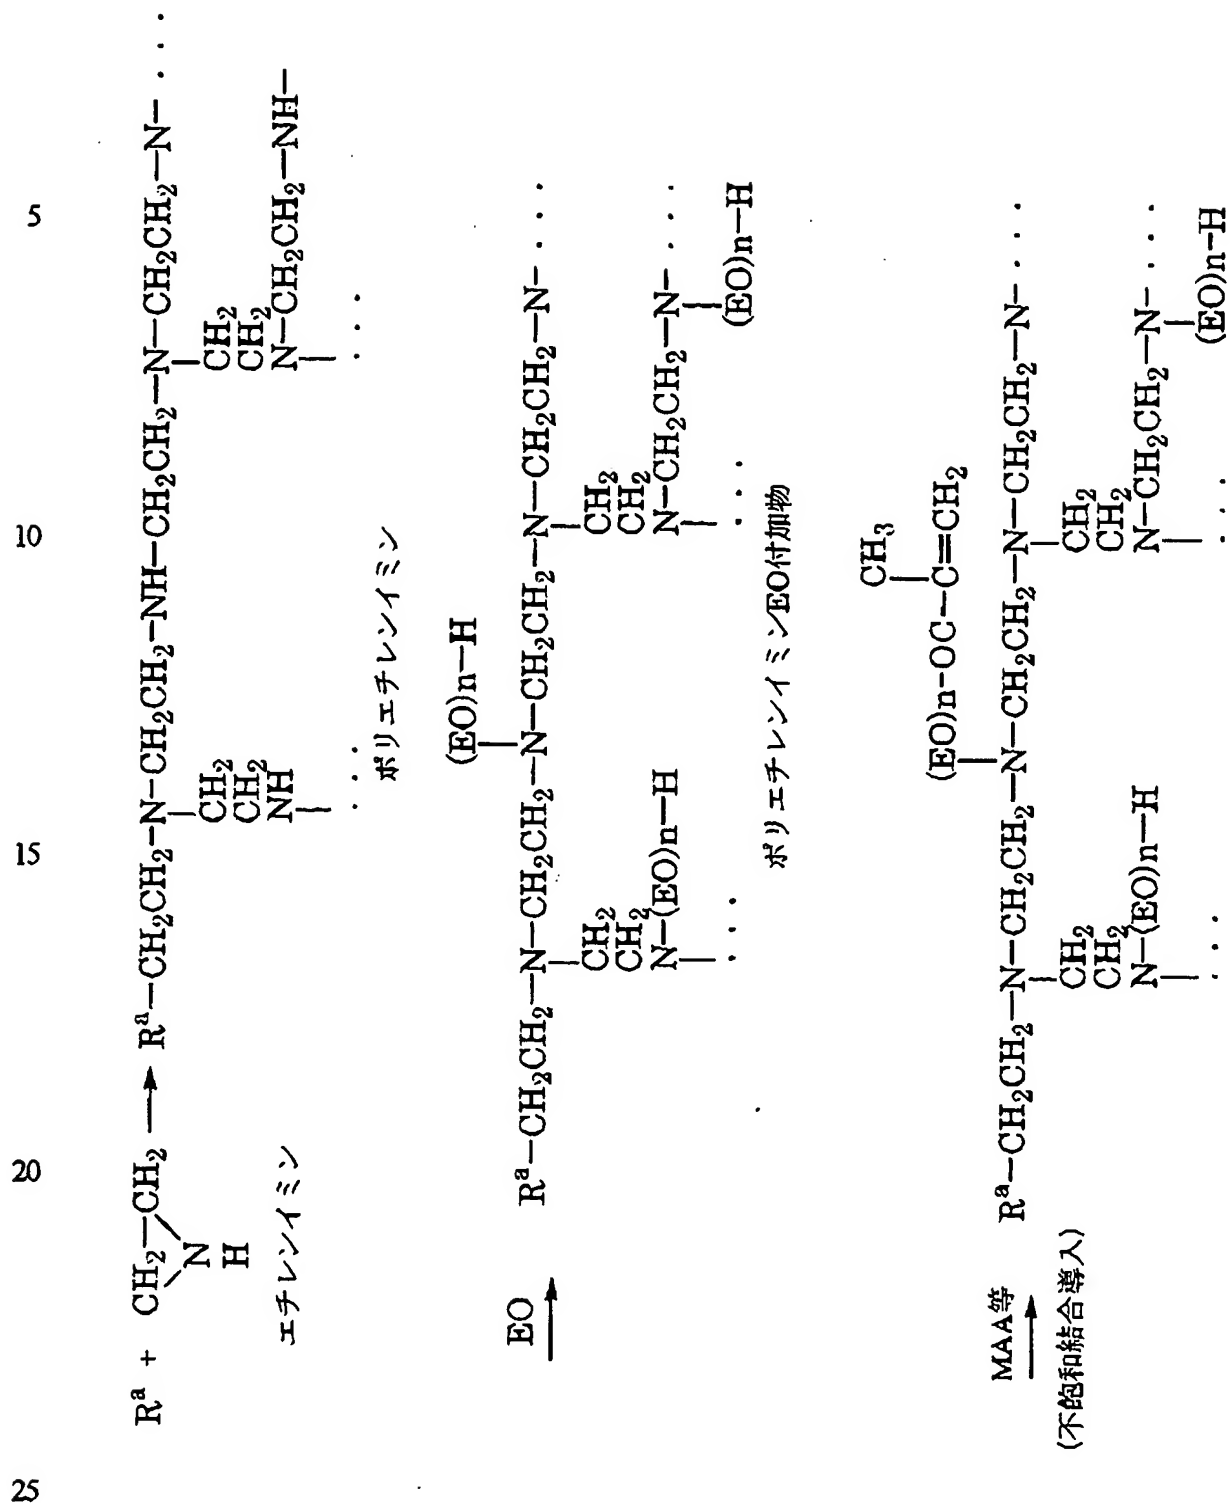 5
10
15
20
25
Rᵃ + CH₂—CH₂ → Rᵃ—CH₂CH₂—N—CH₂CH₂—NH—CH₂CH₂—N—CH₂CH₂—N— · · ·
N
H
CH₂ CH₂
CH₂ CH₂
NH N—CH₂CH₂—NH—
· · · · · ·
エチレンイミン
ポリエチレンイミン
(EO)n—H
EO → Rᵃ—CH₂CH₂—N—CH₂CH₂—N—CH₂CH₂—N—CH₂CH₂—N— · · ·
CH₂ CH₂
CH₂ CH₂
N—(EO)n—H N—CH₂CH₂—N— · · ·
(EO)n—H
· · · · · ·
ポリエチレンイミンEO付加物
CH₃
(EO)n-OC—C=CH₂
MAA等 → Rᵃ—CH₂CH₂—N—CH₂CH₂—N—CH₂CH₂—N—CH₂CH₂—N— · · ·
(不飽和結合導入)
CH₂ CH₂
CH₂ CH₂
N—(EO)n—H N—CH₂CH₂—N— · · ·
(EO)n-H
· · · · · ·